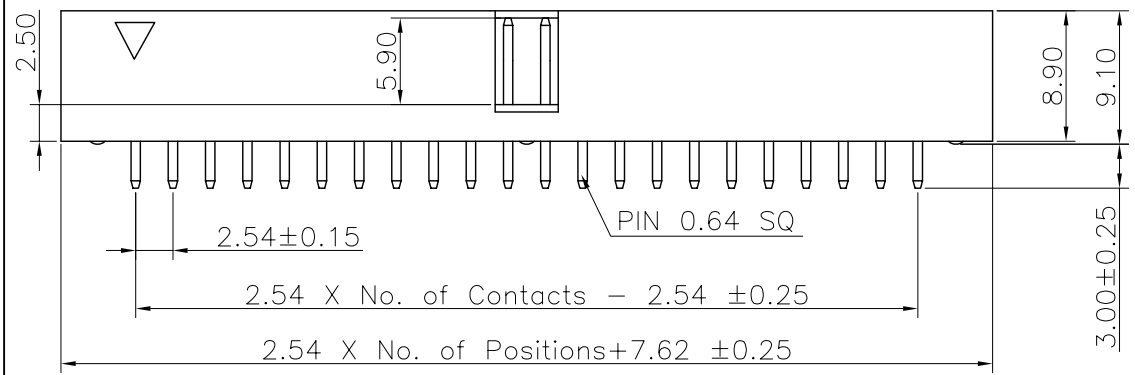 2.50
5.90
8.90
9.10
PIN 0.64 SQ
2.54±0.15
3.00±0.25
2.54 X No. of Contacts - 2.54 ±0.25
2.54 X No. of Positions+7.62 ±0.25